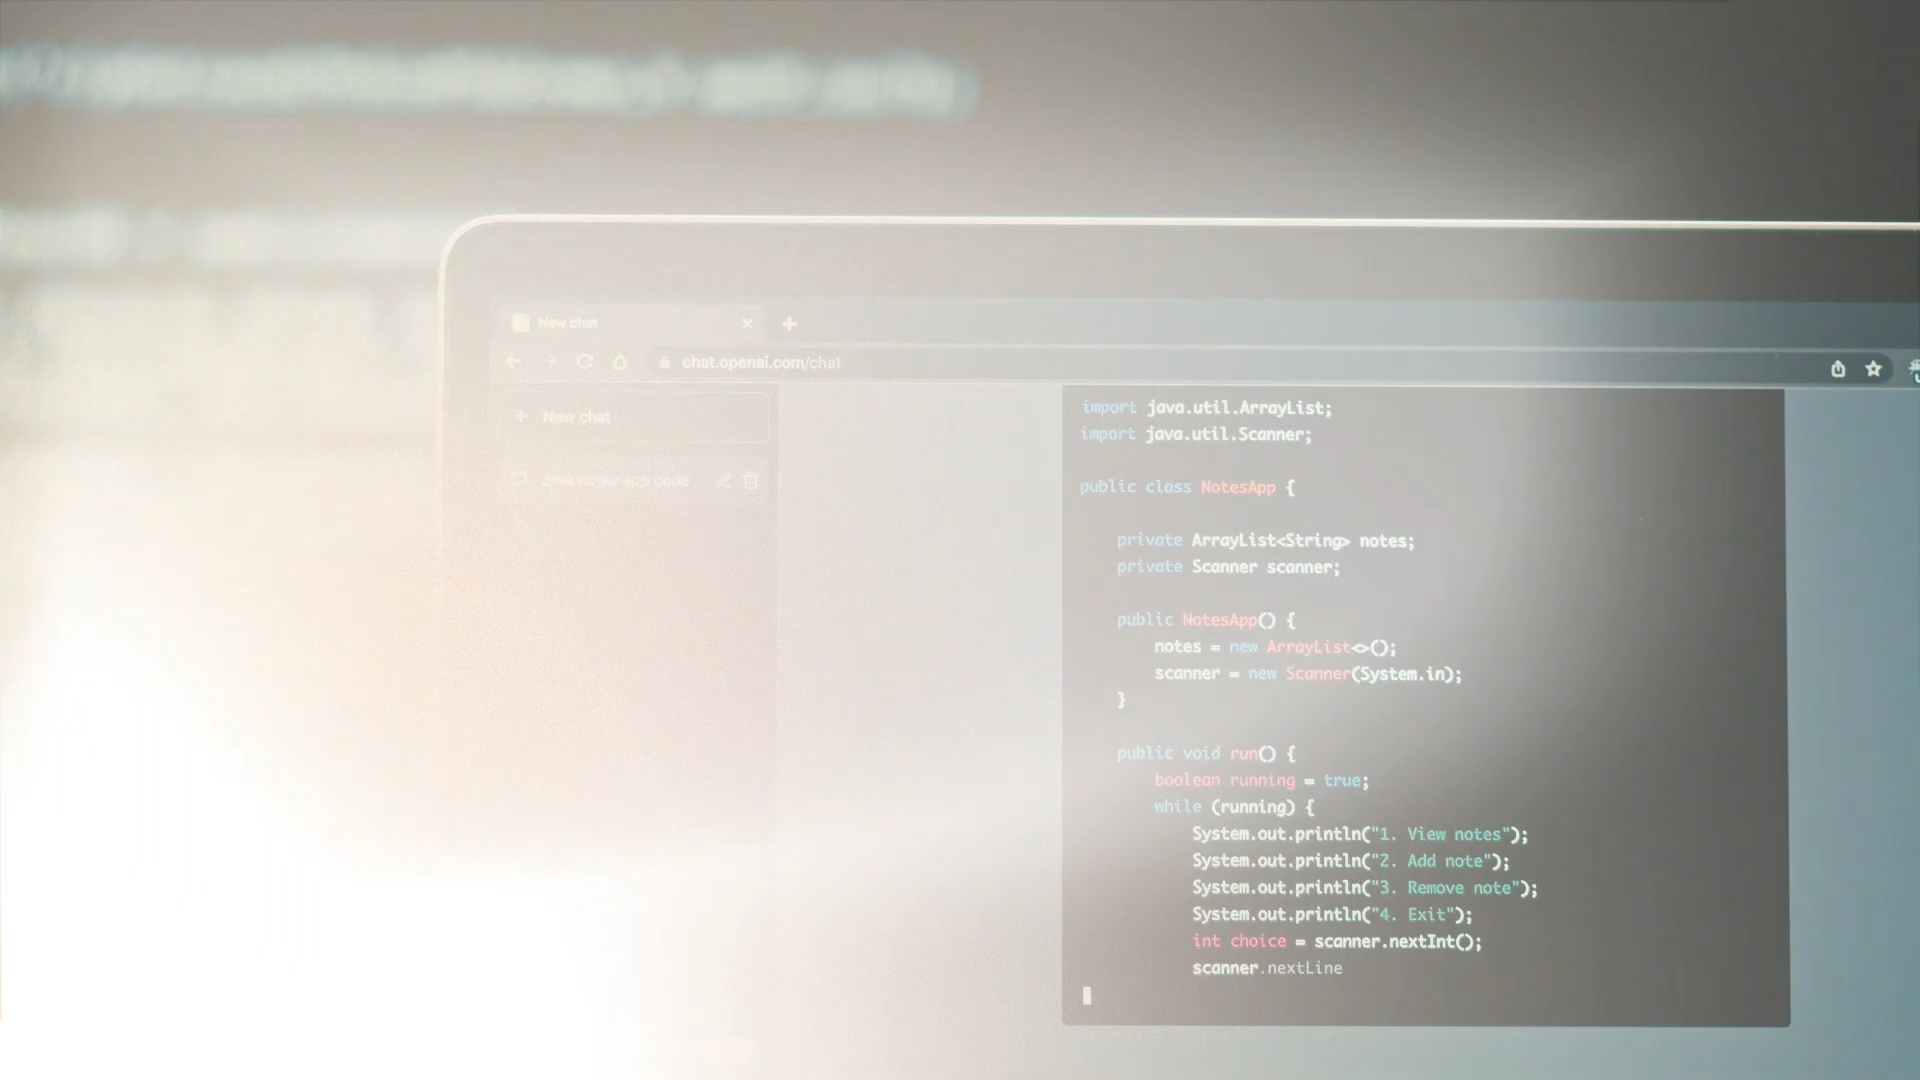 New chat
chat.openai.com/chat
New chat
Java notes app code
import java.util.ArrayList;
import java.util.Scanner;
public class NotesApp {
private ArrayList<String> notes;
private Scanner scanner;
public NotesApp() {
notes = new ArrayList<>();
scanner = new Scanner(System.in);
}
public void run() {
boolean running = true;
while (running) {
System.out.println("1. View notes");
System.out.println("2. Add note");
System.out.println("3. Remove note");
System.out.println("4. Exit");
int choice = scanner.nextInt();
scanner.nextLine